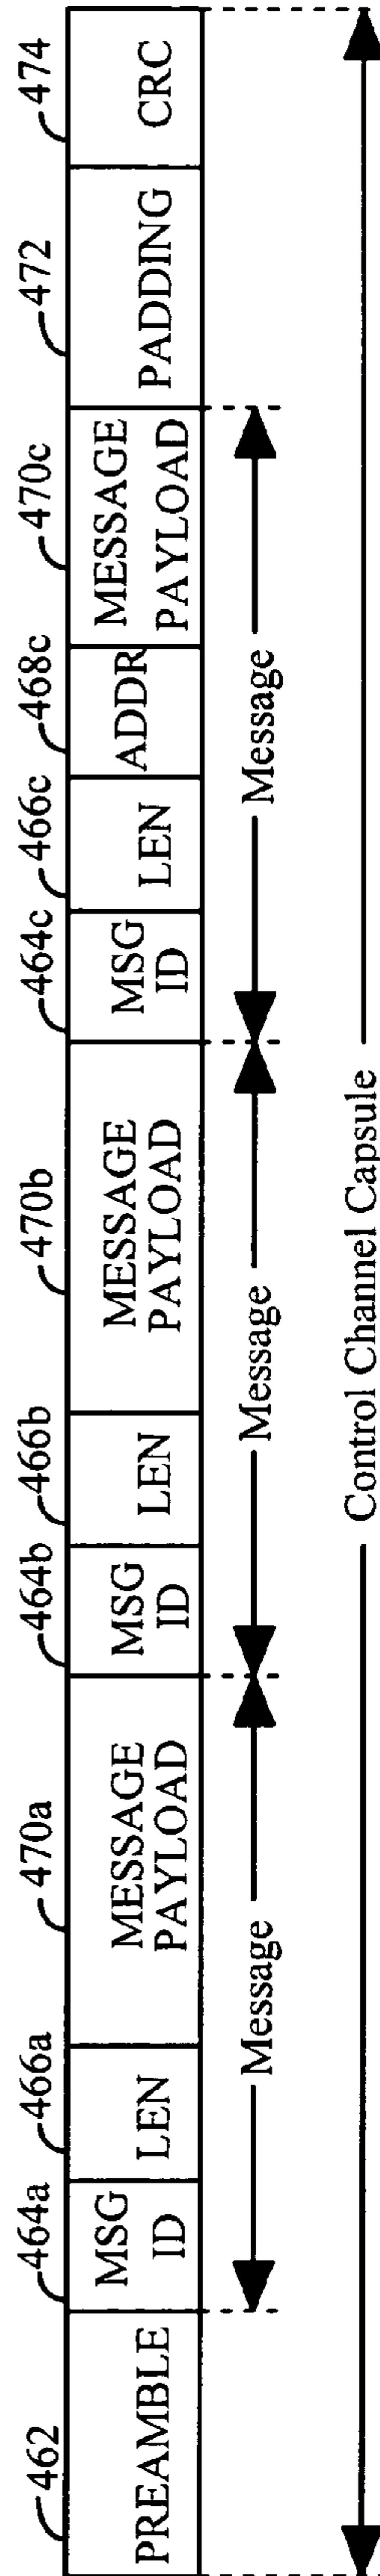 462
464a
466a
470a
464b
466b
470b
464c
466c
468c
470c
472
474
PREAMBLE
MSG
ID
LEN
MESSAGE
PAYLOAD
MSG
ID
LEN
MESSAGE
PAYLOAD
MSG
ID
LEN
ADDR
MESSAGE
PAYLOAD
PADDING
CRC
Message
Message
Message
Control Channel Capsule